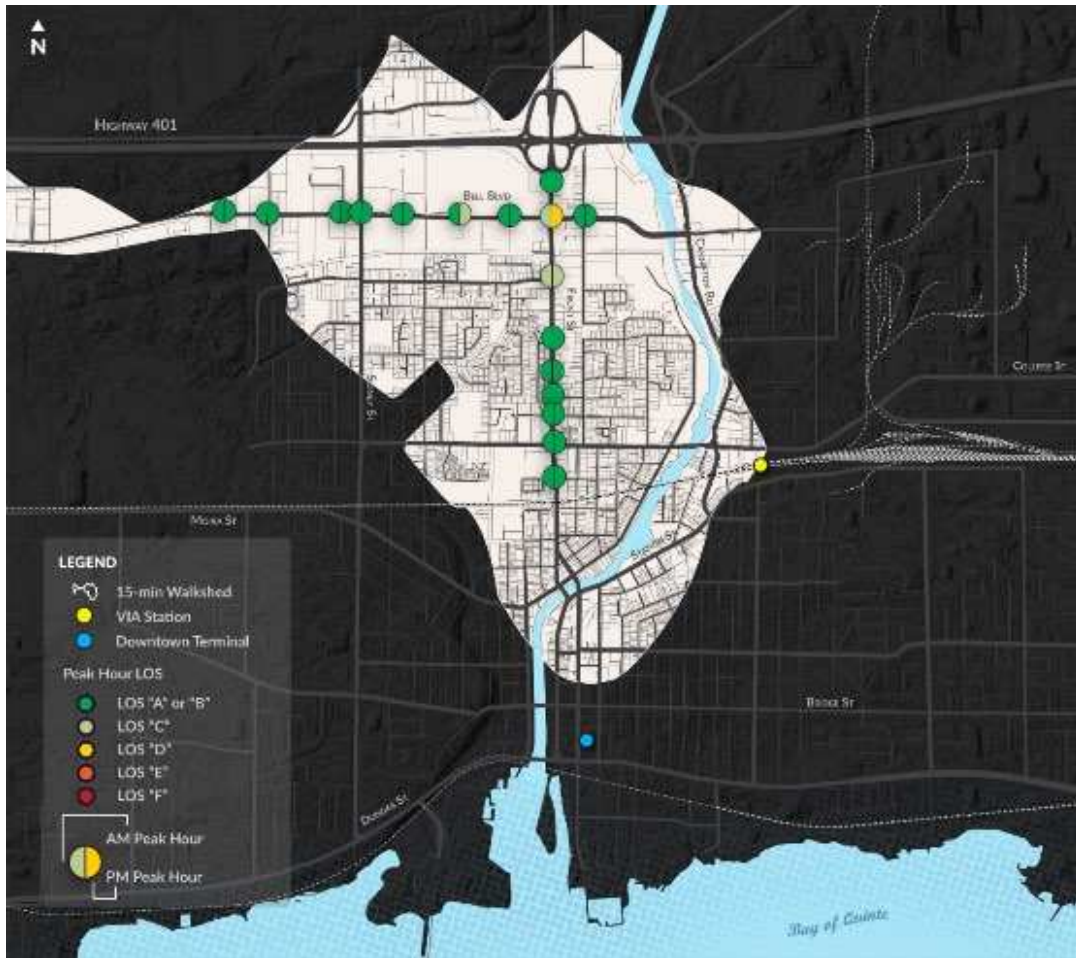 N
HIGHWAY 401
BELL BLVD
CANNIFTON RD
FRONT ST
SIDNEY ST
COLLEGE ST
MOIRA ST
STATION ST
LEGEND
15-min Walkshed
VIA Station
Downtown Terminal
Peak Hour LOS
LOS "A" or "B"
LOS "C"
LOS "D"
LOS "E"
LOS "F"
AM Peak Hour
PM Peak Hour
BRIDGE ST
DUNDAS ST
Bay of Quinte